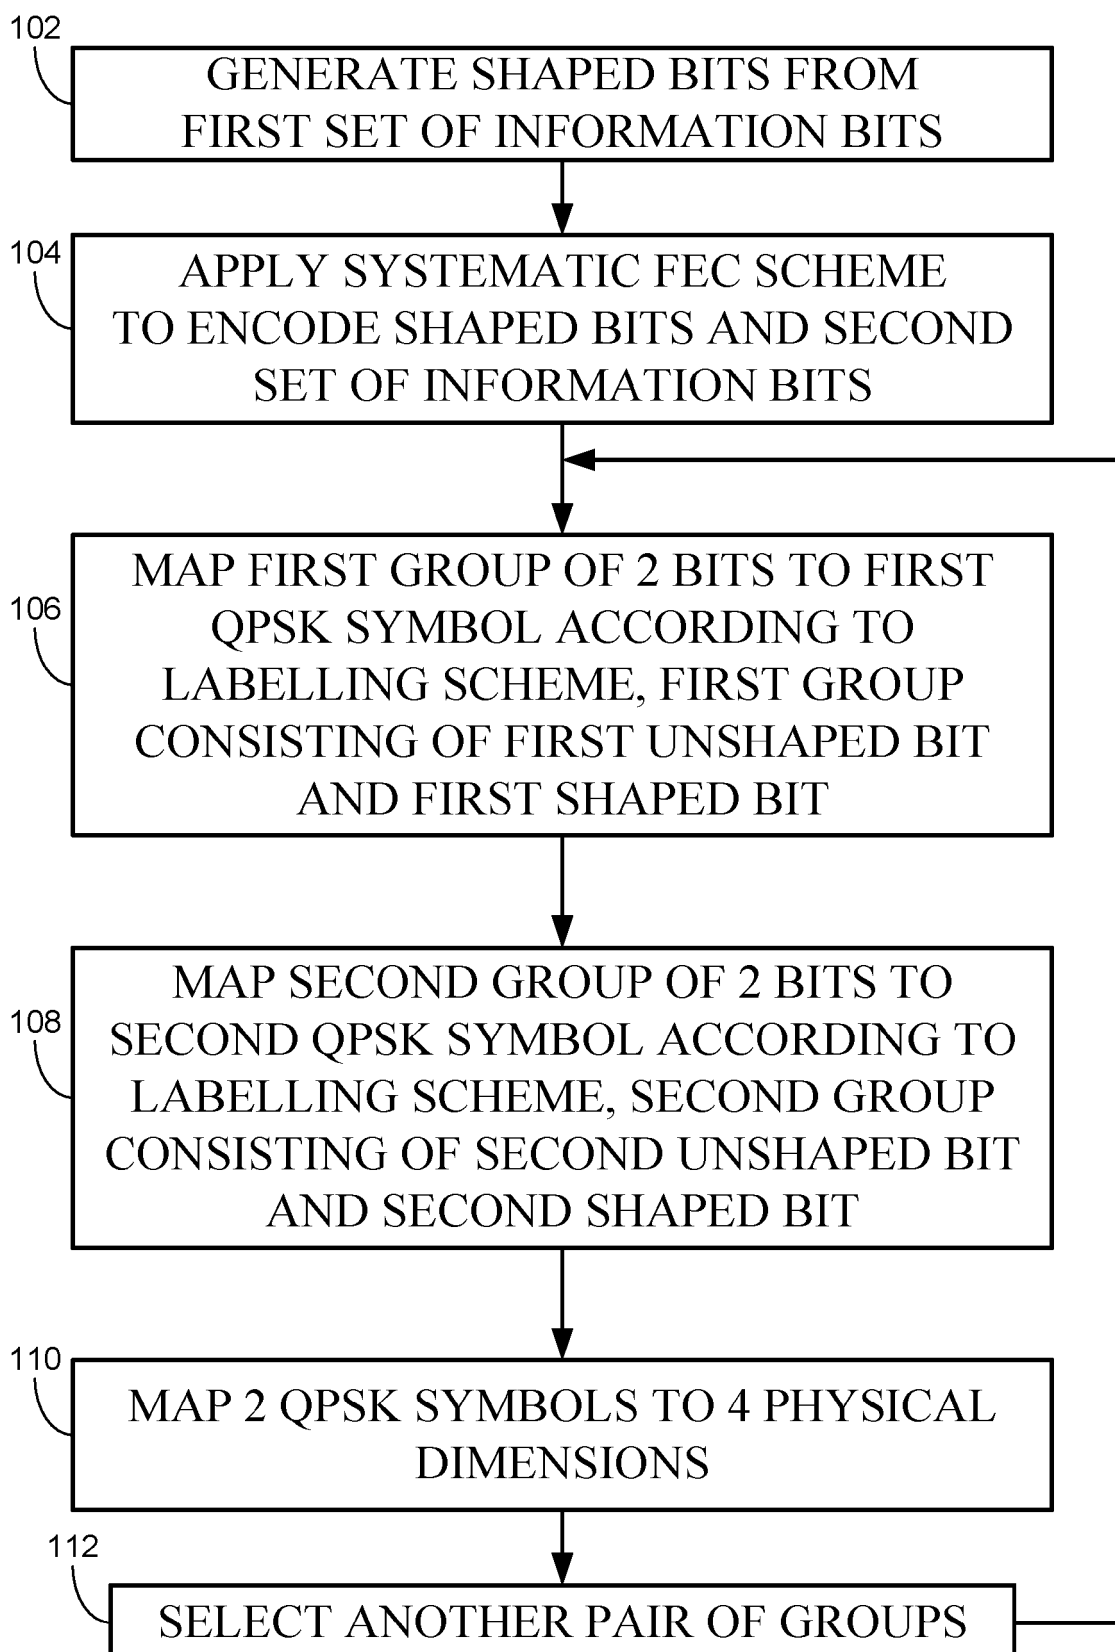 102
GENERATE SHAPED BITS FROM
FIRST SET OF INFORMATION BITS
104
APPLY SYSTEMATIC FEC SCHEME
TO ENCODE SHAPED BITS AND SECOND
SET OF INFORMATION BITS
106
MAP FIRST GROUP OF 2 BITS TO FIRST
QPSK SYMBOL ACCORDING TO
LABELLING SCHEME, FIRST GROUP
CONSISTING OF FIRST UNSHAPED BIT
AND FIRST SHAPED BIT
108
MAP SECOND GROUP OF 2 BITS TO
SECOND QPSK SYMBOL ACCORDING TO
LABELLING SCHEME, SECOND GROUP
CONSISTING OF SECOND UNSHAPED BIT
AND SECOND SHAPED BIT
110
MAP 2 QPSK SYMBOLS TO 4 PHYSICAL
DIMENSIONS
112
SELECT ANOTHER PAIR OF GROUPS